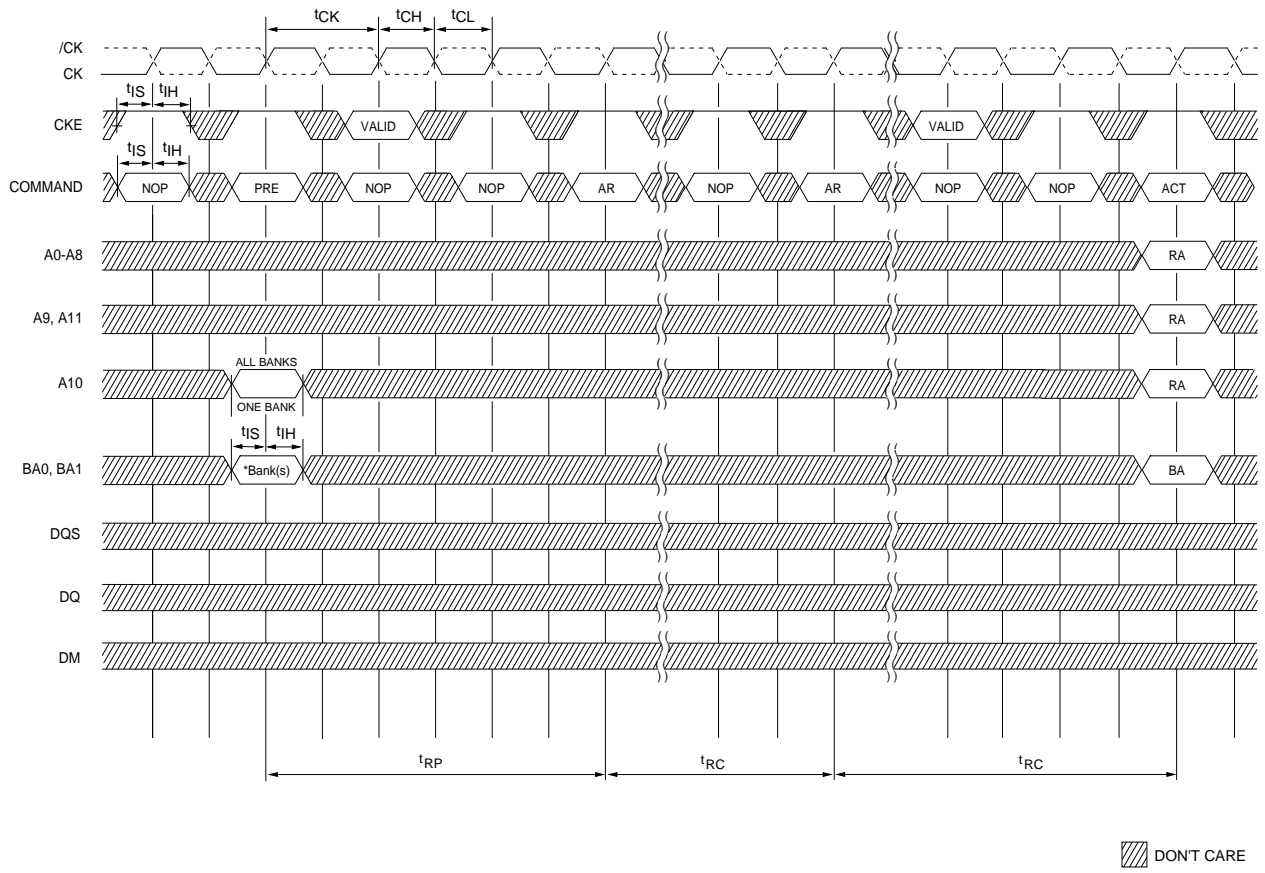 tCK tCH tCL
/CK
CK
tIS tIH
CKE VALID VALID
tIS tIH
COMMAND NOP PRE NOP NOP AR NOP AR NOP NOP ACT
A0-A8 RA
A9, A11 RA
ALL BANKS
A10 RA
ONE BANK
tIS tIH
BA0, BA1 *Bank(s) BA
DQS
DQ
DM
tRP tRC tRC
DON'T CARE